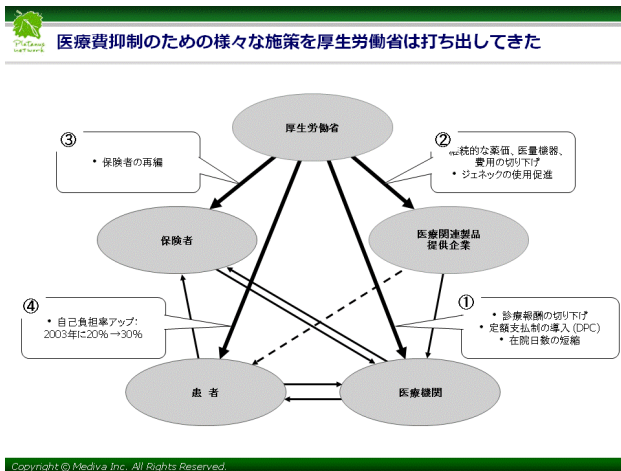 Platanus
network
医療費抑制のための様々な施策を厚生労働省は打ち出してきた
厚生労働省
③
• 保険者の再編
②
継続的な薬価、医量機器、
費用の切り下げ
• ジェネックの使用促進
保険者
医療関連製品
提供企業
④
• 自己負担率アップ:
2003年に20%→30%
①
• 診療報酬の切り下げ
• 定額支払制の導入 (DPC)
• 在院日数の短縮
患 者
医療機関
Copyright © Mediva Inc. All Rights Reserved.